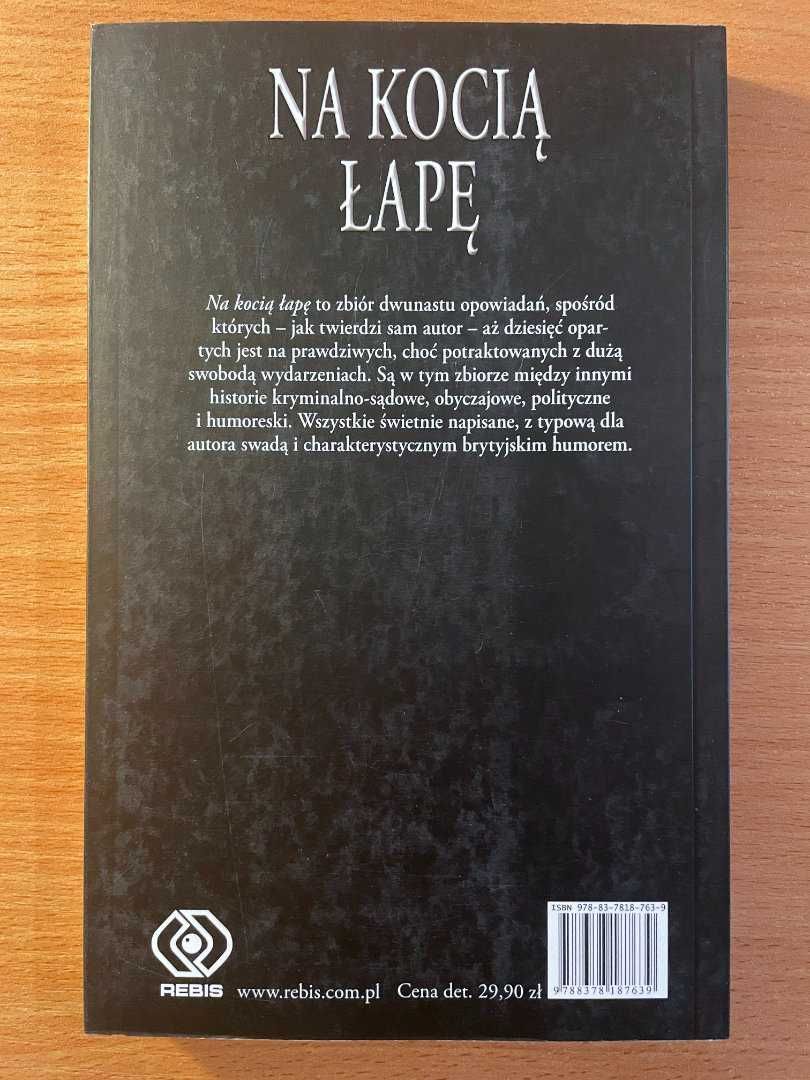 NA KOCIĄ
ŁAPĘ
Na kocią łapę to zbiór dwunastu opowiadań, spośród
których – jak twierdzi sam autor – aż dziesięć opar-
tych jest na prawdziwych, choć potraktowanych z dużą
swobodą wydarzeniach. Są w tym zbiorze między innymi
historie kryminalno-sądowe, obyczajowe, polityczne
i humoreski. Wszystkie świetnie napisane, z typową dla
autora swadą i charakterystycznym brytyjskim humorem.
ISBN 978-83-7818-763-9
REBIS www.rebis.com.pl Cena det. 29,90 zł
9 788378 187639